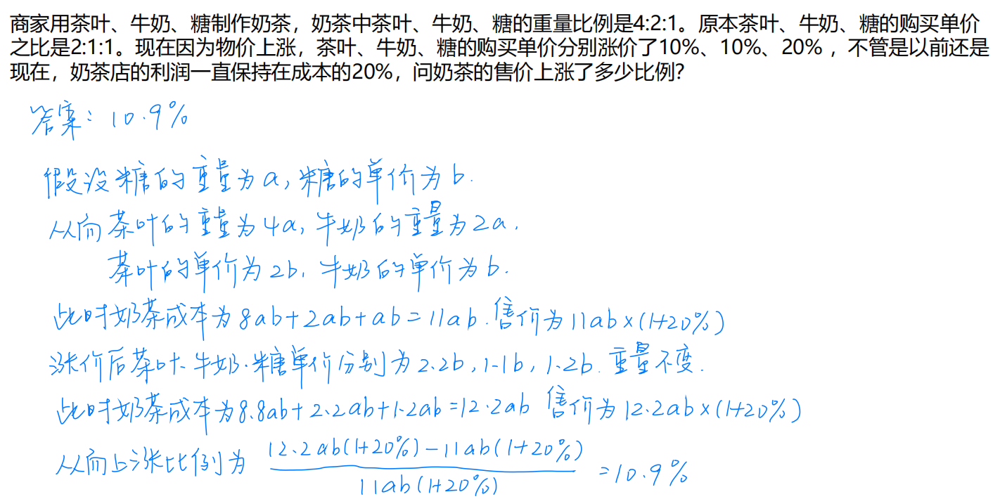 商家用茶叶、牛奶、糖制作奶茶，奶茶中茶叶、牛奶、糖的重量比例是4:2:1。原本茶叶、牛奶、糖的购买单价
之比是2:1:1。现在因为物价上涨，茶叶、牛奶、糖的购买单价分别涨价了10%、10%、20% ，不管是以前还是
现在，奶茶店的利润一直保持在成本的20%，问奶茶的售价上涨了多少比例?
答案: 10.9%
假设糖的重量为a, 糖的单价为b.
从而茶叶的重量为4a, 牛奶的重量为2a.
茶叶的单价为2b, 牛奶的单价为b.
此时奶茶成本为8ab+2ab+ab=11ab. 售价为11ab×(1+20%)
涨价后茶叶、牛奶、糖单价分别为2.2b, 1.1b, 1.2b. 重量不变.
此时奶茶成本为8.8ab+2.2ab+1.2ab=12.2ab 售价为12.2ab×(1+20%)
从而上涨比例为 12.2ab(1+20%)-11ab(1+20%) / 11ab(1+20%) =10.9%